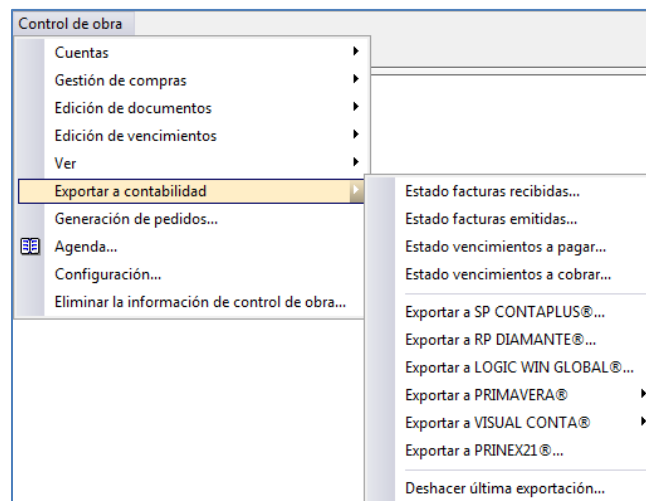 Control de obra
Cuentas
Gestión de compras
Edición de documentos
Edición de vencimientos
Ver
Exportar a contabilidad
Generación de pedidos...
Agenda...
Configuración...
Eliminar la información de control de obra...
Estado facturas recibidas...
Estado facturas emitidas...
Estado vencimientos a pagar...
Estado vencimientos a cobrar...
Exportar a SP CONTAPLUS®...
Exportar a RP DIAMANTE®...
Exportar a LOGIC WIN GLOBAL®...
Exportar a PRIMAVERA®
Exportar a VISUAL CONTA®
Exportar a PRINEX21®...
Deshacer última exportación...